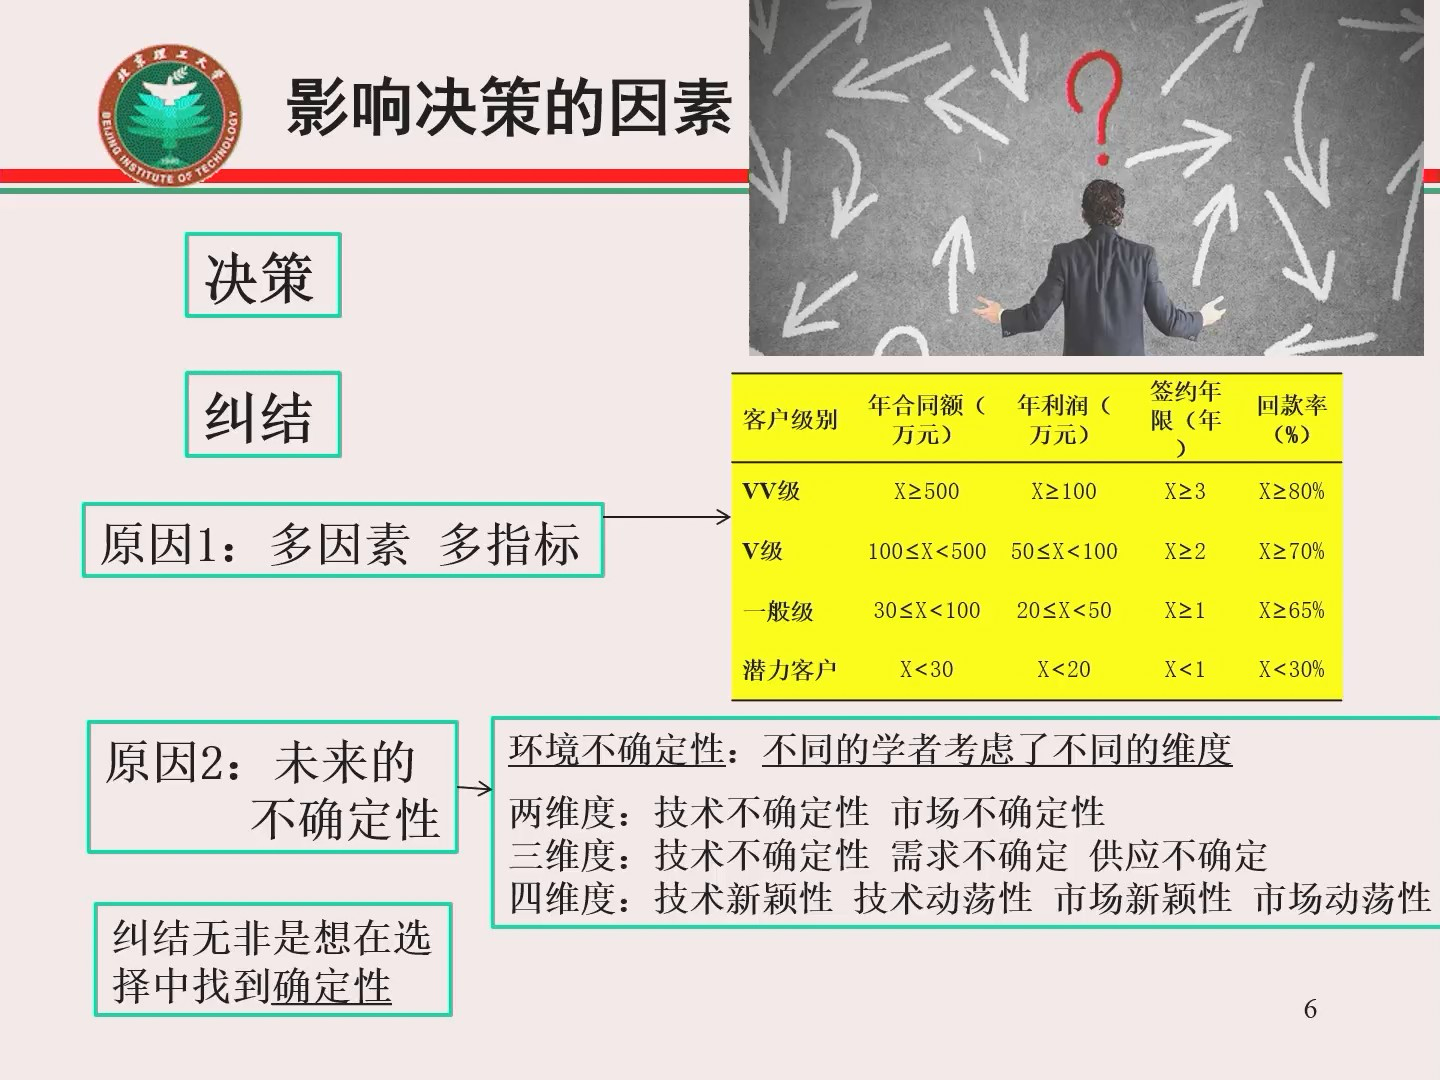 北京理工大学
BEIJING INSTITUTE OF TECHNOLOGY
1940
影响决策的因素
决策
纠结
原因1：多因素 多指标
客户级别 年合同额（万元） 年利润（万元） 签约年限（年） 回款率（%）
VV级 X≥500 X≥100 X≥3 X≥80%
V级 100≤X<500 50≤X<100 X≥2 X≥70%
一般级 30≤X<100 20≤X<50 X≥1 X≥65%
潜力客户 X<30 X<20 X<1 X<30%
原因2：未来的
不确定性
环境不确定性：不同的学者考虑了不同的维度
两维度：技术不确定性 市场不确定性
三维度：技术不确定性 需求不确定 供应不确定
四维度：技术新颖性 技术动荡性 市场新颖性 市场动荡性
纠结无非是想在选
择中找到确定性
6